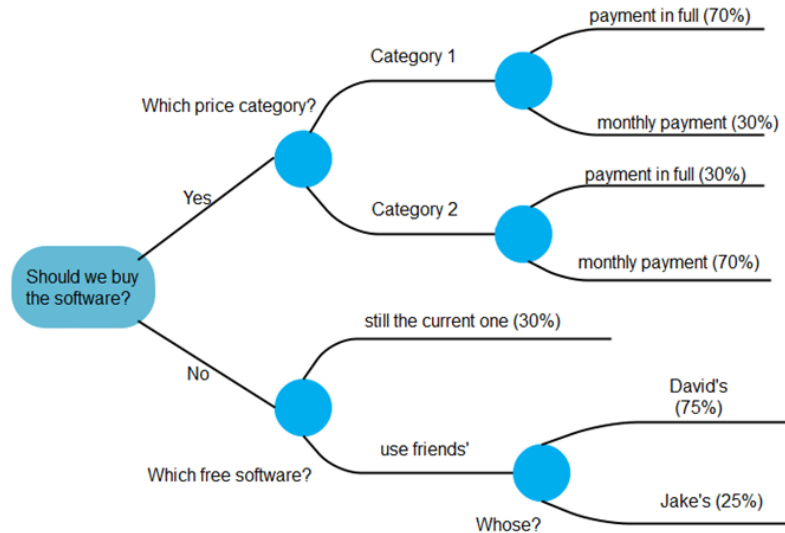 payment in full (70%)
Category 1
Which price category?
monthly payment (30%)
payment in full (30%)
Yes
Category 2
monthly payment (70%)
Should we buy
the software?
still the current one (30%)
No
David's
(75%)
use friends'
Which free software?
Jake's (25%)
Whose?